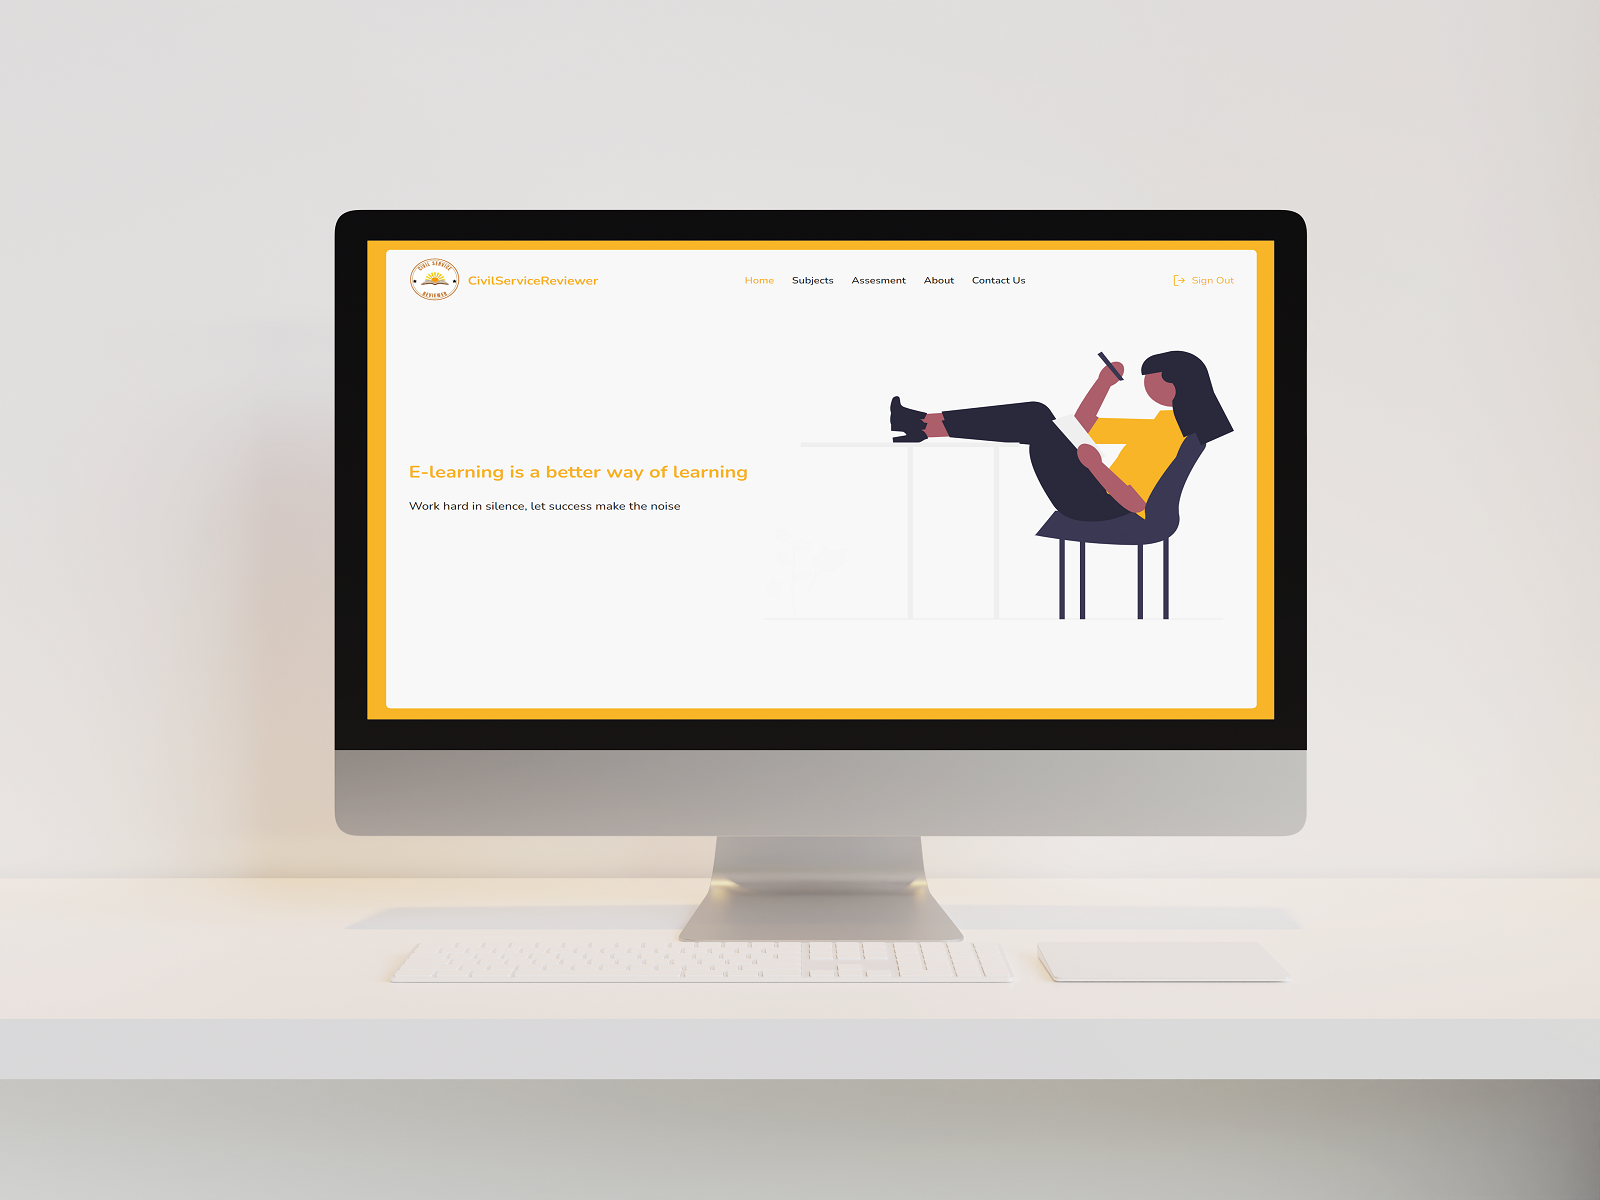 CIVIL SERVICE
REVIEWER
CivilServiceReviewer
Home Subjects Assesment About Contact Us
Sign Out
E-learning is a better way of learning
Work hard in silence, let success make the noise